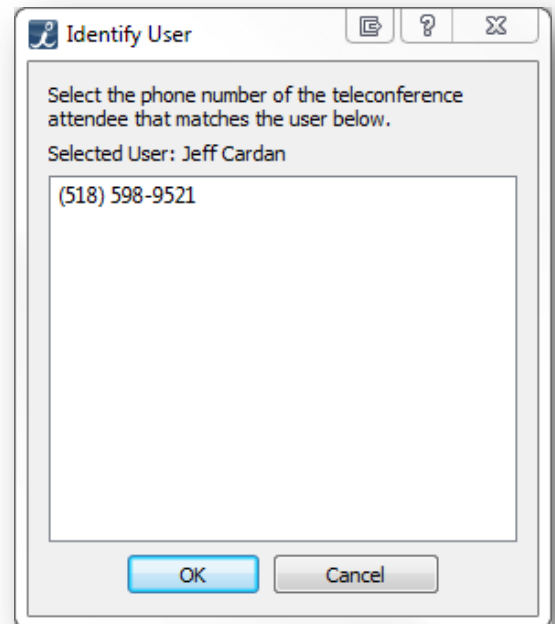 Identify User
Select the phone number of the teleconference
attendee that matches the user below.
Selected User: Jeff Cardan
(518) 598-9521
OK
Cancel